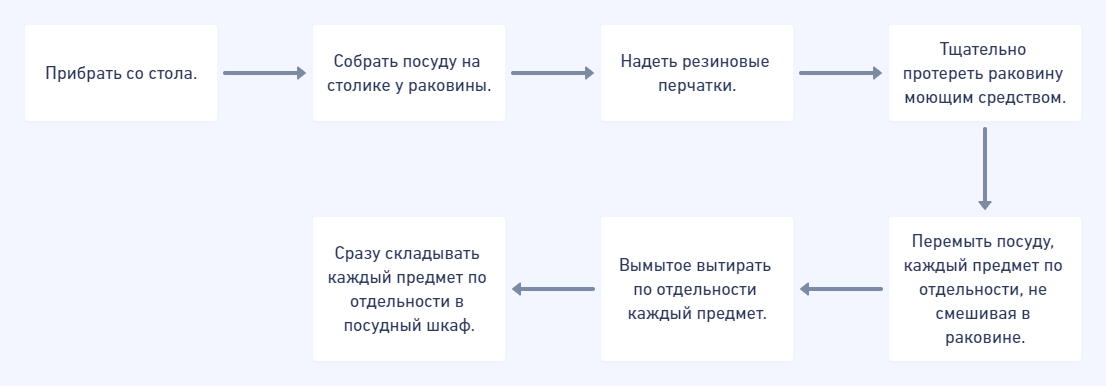 Прибрать со стола.
Собрать посуду на
столике у раковины.
Надеть резиновые
перчатки.
Тщательно
протереть раковину
моющим средством.
Перемыть посуду,
каждый предмет по
отдельности, не
смешивая в
раковине.
Вымытое вытирать
по отдельности
каждый предмет.
Сразу складывать
каждый предмет по
отдельности в
посудный шкаф.